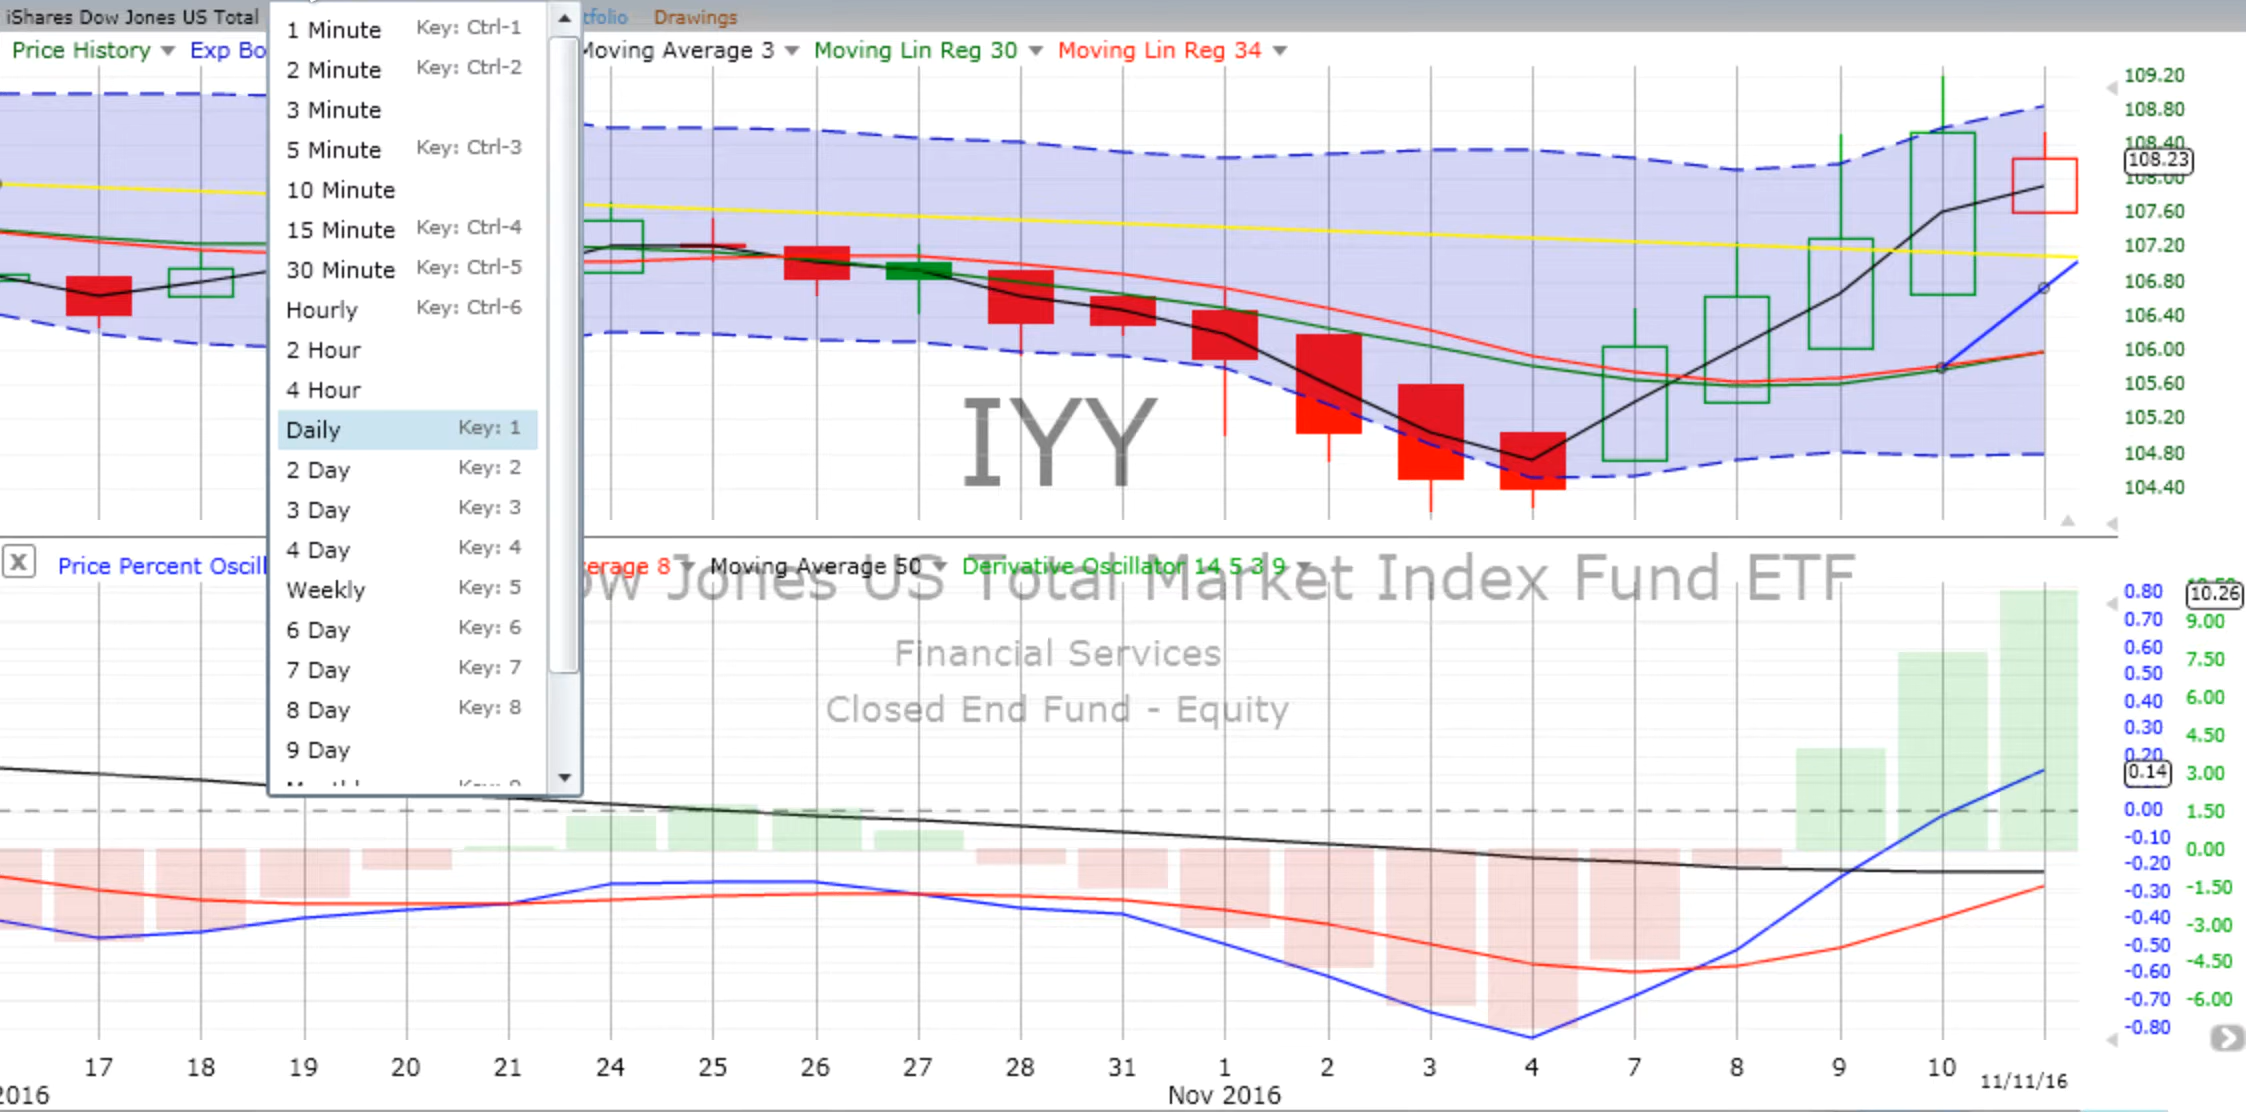 iShares Dow Jones US Total
tfolio Drawings
Price History Exp Bo
Moving Average 3 Moving Lin Reg 30 Moving Lin Reg 34
1 Minute Key: Ctrl-1
2 Minute Key: Ctrl-2
3 Minute
5 Minute Key: Ctrl-3
10 Minute
15 Minute Key: Ctrl-4
30 Minute Key: Ctrl-5
Hourly Key: Ctrl-6
2 Hour
4 Hour
Daily Key: 1
2 Day Key: 2
3 Day Key: 3
4 Day Key: 4
Weekly Key: 5
6 Day Key: 6
7 Day Key: 7
8 Day Key: 8
9 Day
109.20
108.80
108.40
108.23
108.00
107.60
107.20
106.80
106.40
106.00
105.60
105.20
104.80
104.40
IYY
X Price Percent Oscill
erage 8 Moving Average 50 Derivative Oscillator 14 5 3 9
ow Jones US Total Market Index Fund ETF
Financial Services
Closed End Fund - Equity
0.80
0.70
0.60
0.50
0.40
0.30
0.20
0.14
0.00
-0.10
-0.20
-0.30
-0.40
-0.50
-0.60
-0.70
-0.80
10.26
9.00
7.50
6.00
4.50
3.00
1.50
0.00
-1.50
-3.00
-4.50
-6.00
17 18 19 20 21 24 25 26 27 28 31 1 2 3 4 7 8 9 10 11/11/16
2016 Nov 2016